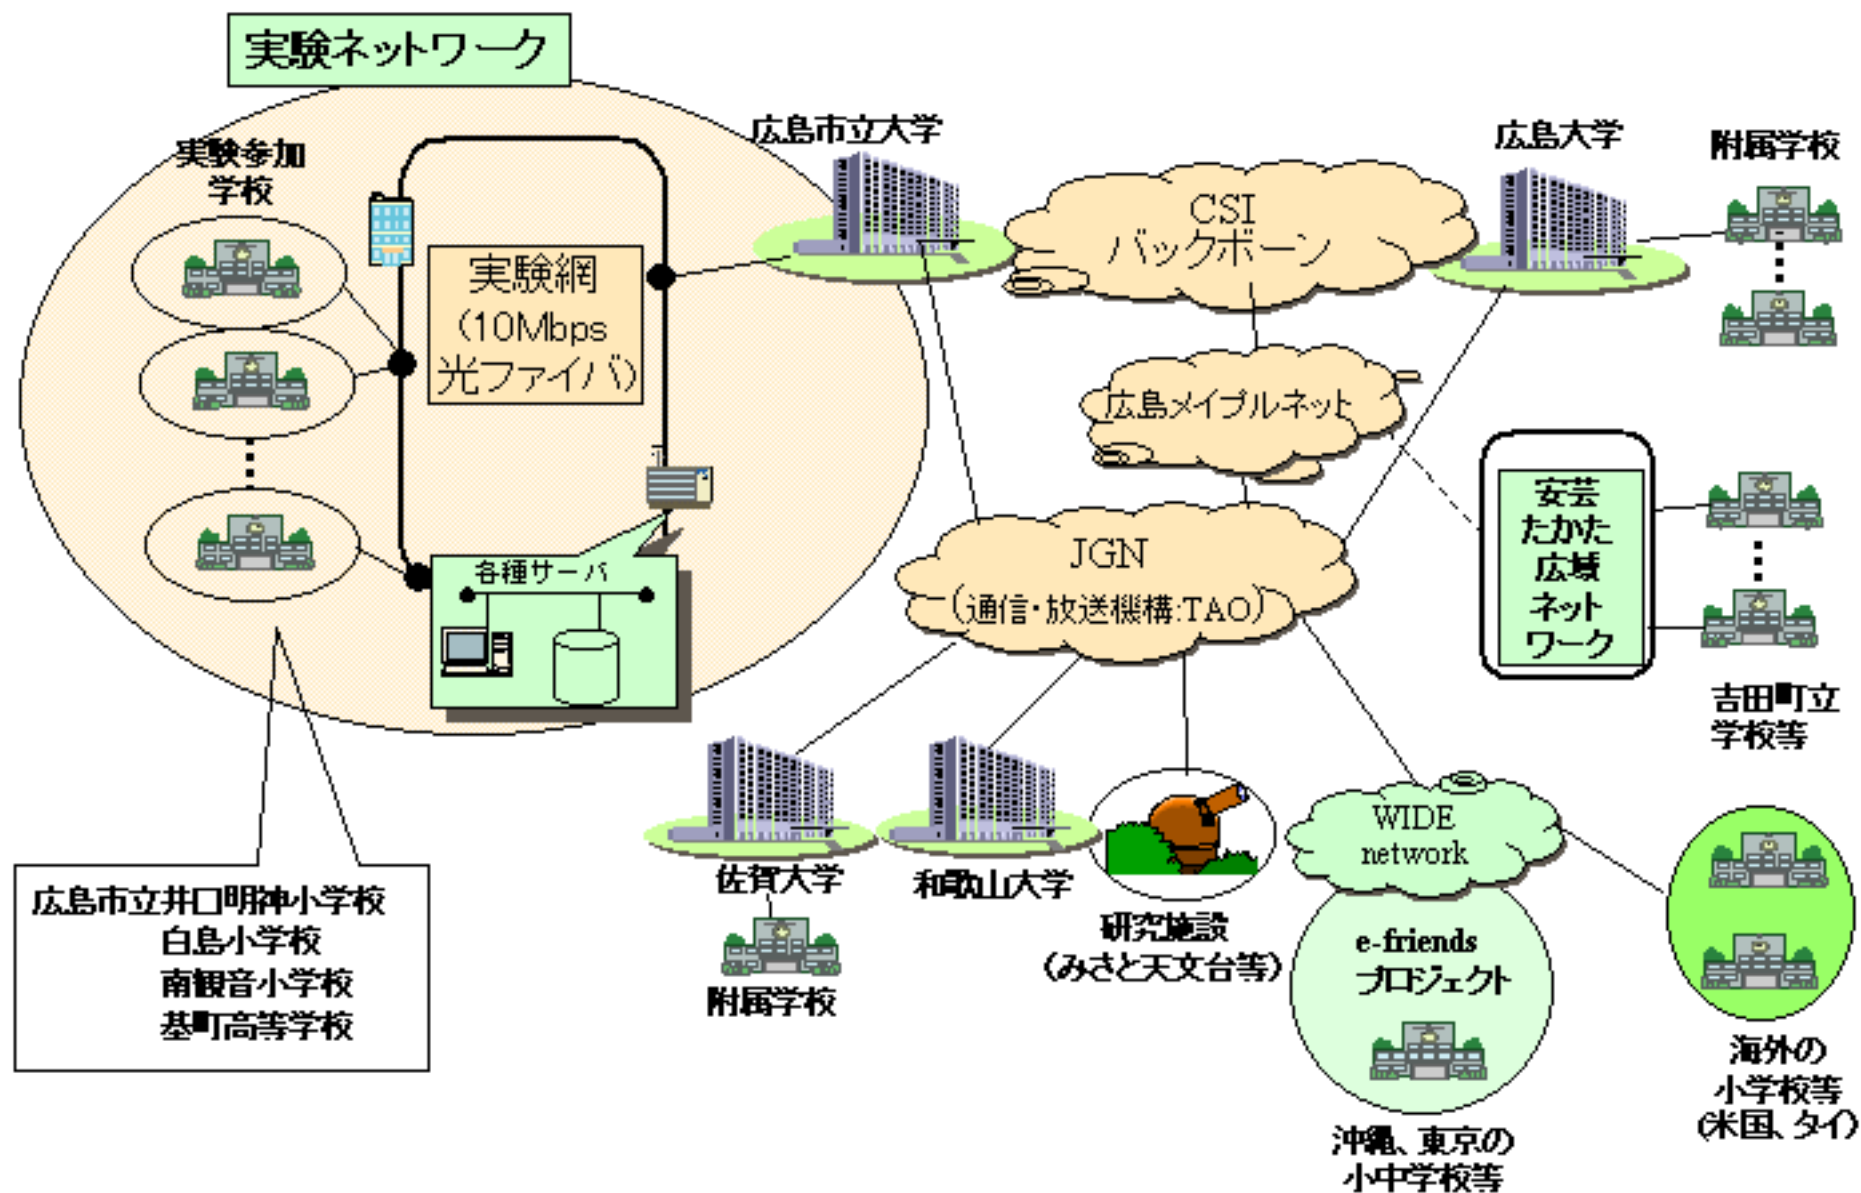 実験ネットワーク
実験参加
学校
実験網
(10Mbps
光ファイバ)
各種サーバ
広島市立井口明神小学校
白島小学校
南観音小学校
基町高等学校
広島市立大学
CSI
バックボーン
広島大学
附属学校
広島メイプルネット
安芸
たかた
広域
ネット
ワーク
吉田町立
学校等
JGN
(通信・放送機構:TAO)
佐賀大学
附属学校
和歌山大学
研究施設
(みさと天文台等)
WIDE
network
e-friends
プロジェクト
沖縄、東京の
小中学校等
海外の
小学校等
(米国、タイ)